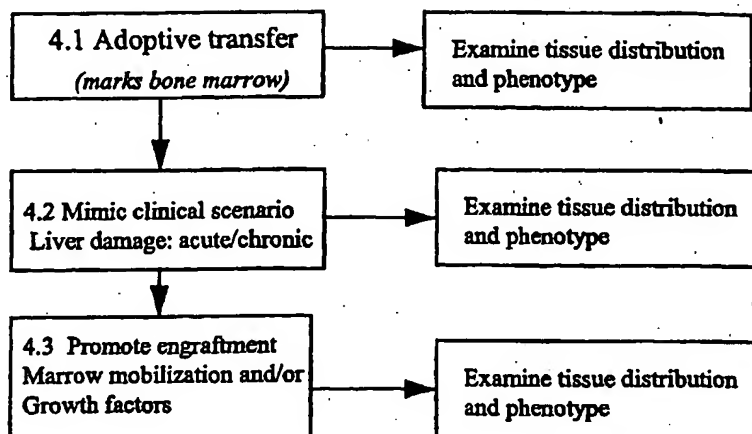 4.1 Adoptive transfer
(marks bone marrow)
Examine tissue distribution
and phenotype
4.2 Mimic clinical scenario
Liver damage: acute/chronic
Examine tissue distribution
and phenotype
4.3 Promote engraftment
Marrow mobilization and/or
Growth factors
Examine tissue distribution
and phenotype